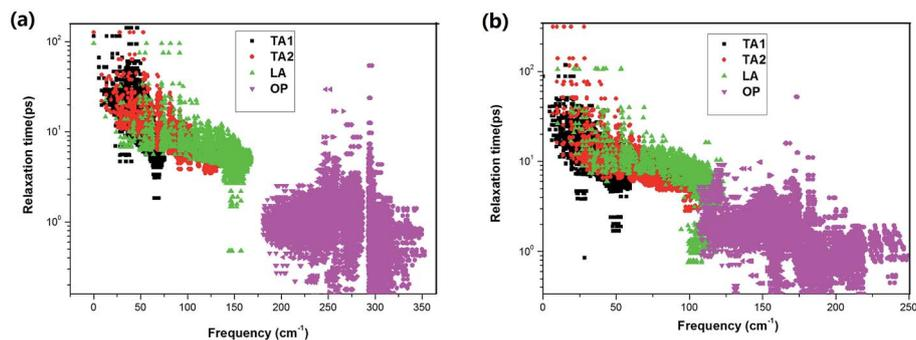 (a)
TA1
TA2
LA
OP
Relaxation time(ps)
10²
10¹
10⁰
0 50 100 150 200 250 300 350
Frequency (cm⁻¹)
(b)
TA1
TA2
LA
OP
Relaxation time(ps)
10²
10¹
10⁰
0 50 100 150 200 250
Frequency (cm⁻¹)